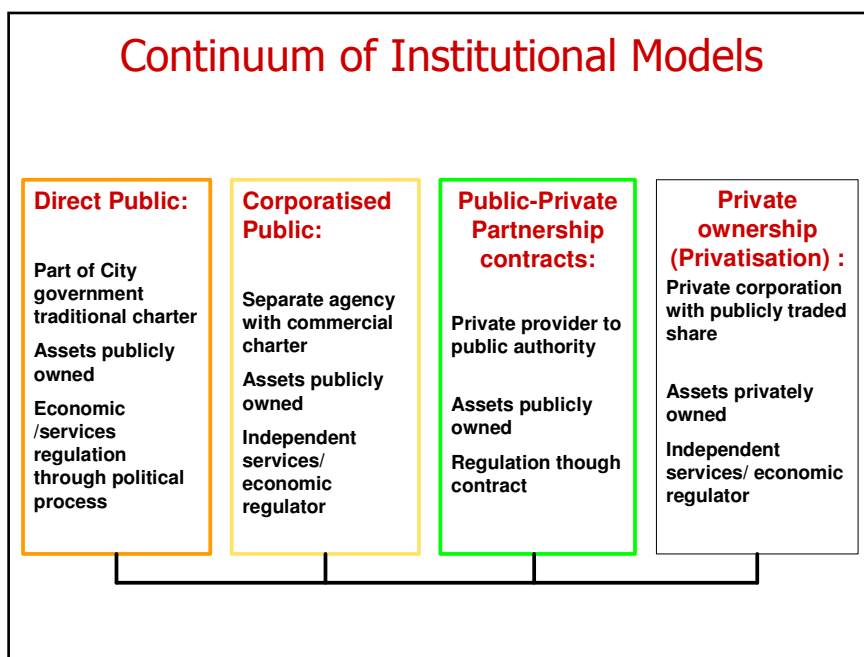 Continuum of Institutional Models
Direct Public:
Part of City
government
traditional charter
Assets publicly
owned
Economic
/services
regulation
through political
process
Corporatised
Public:
Separate agency
with commercial
charter
Assets publicly
owned
Independent
services/
economic
regulator
Public-Private
Partnership
contracts:
Private provider to
public authority
Assets publicly
owned
Regulation though
contract
Private
ownership
(Privatisation) :
Private corporation
with publicly traded
share
Assets privately
owned
Independent
services/ economic
regulator